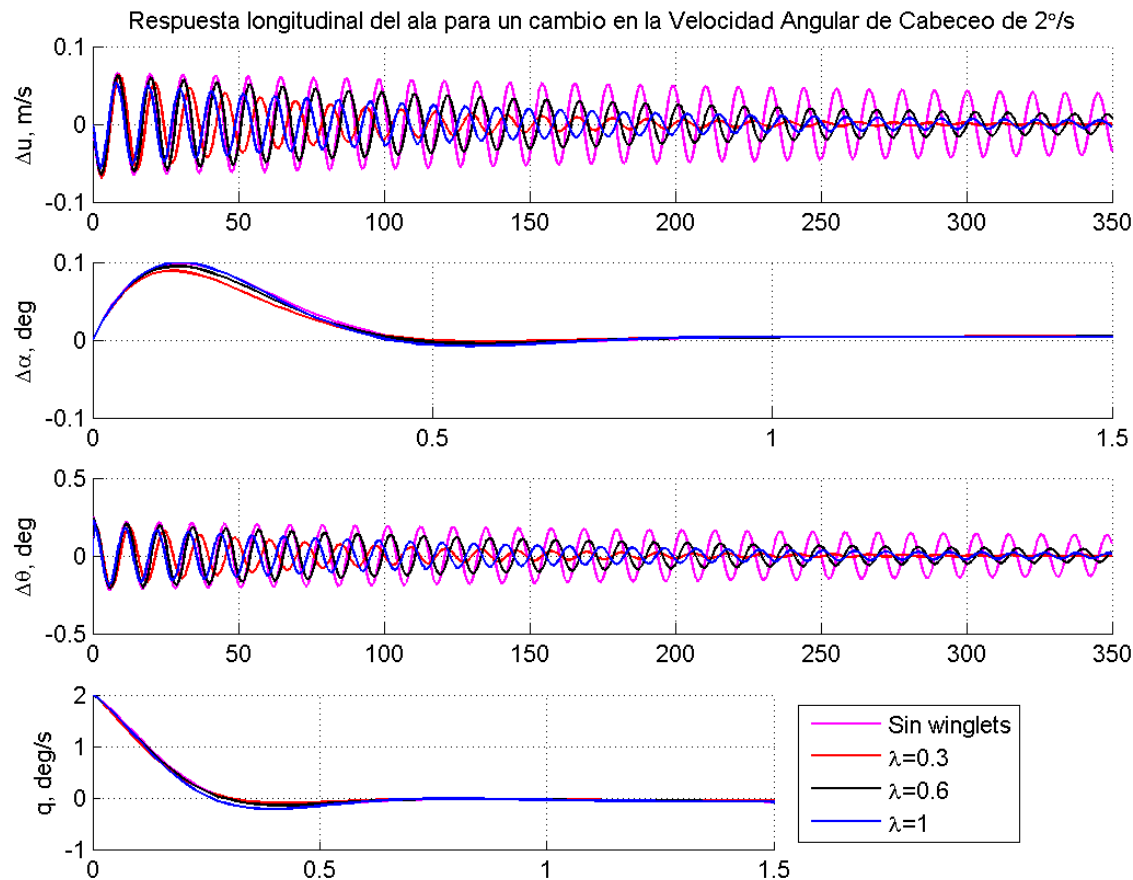 Respuesta longitudinal del ala para un cambio en la Velocidad Angular de Cabeceo de 2°/s
0.1
0
-0.1
Δu, m/s
0 50 100 150 200 250 300 350
0.1
0
-0.1
Δα, deg
0 0.5 1 1.5
0.5
0
-0.5
Δθ, deg
0 50 100 150 200 250 300 350
2
1
0
-1
q, deg/s
0 0.5 1 1.5
Sin winglets
λ=0.3
λ=0.6
λ=1